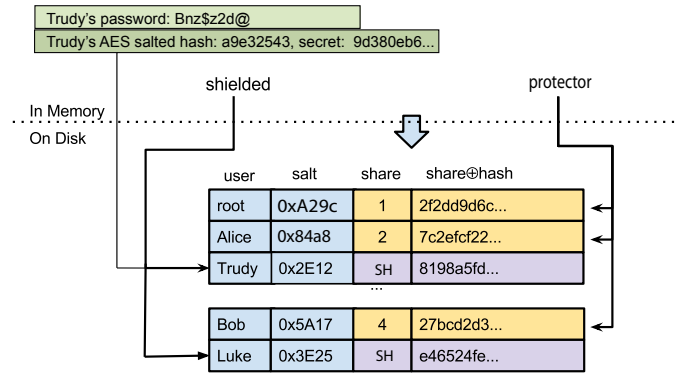 Trudy's password: Bnz$z2d@
Trudy's AES salted hash: a9e32543, secret: 9d380eb6...
shielded
protector
In Memory
On Disk
user salt share share⊕hash
root 0xA29c 1 2f2dd9d6c...
Alice 0x84a8 2 7c2efcf22...
Trudy 0x2E12 SH 8198a5fd...
...
Bob 0x5A17 4 27bcd2d3...
Luke 0x3E25 SH e46524fe...